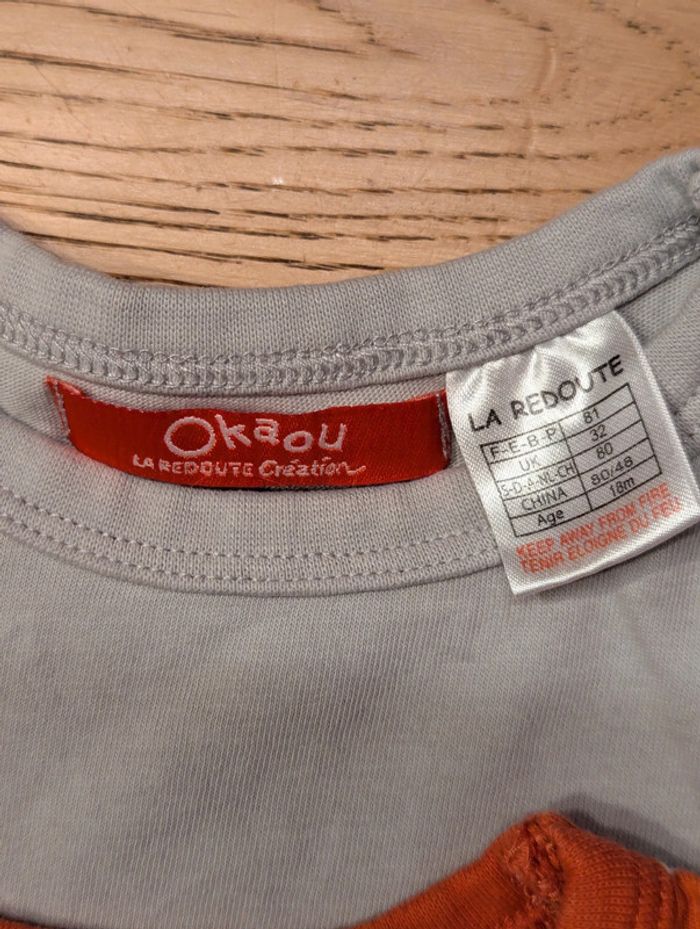 Okaou
LA REDOUTE Création
LA REDOUTE
F-E-B-P 81
UK 32
S-D-A-NL-CH 80
CHINA 80/48
Age 18m
KEEP AWAY FROM FIRE
TENIR ELOIGNE DU FEU